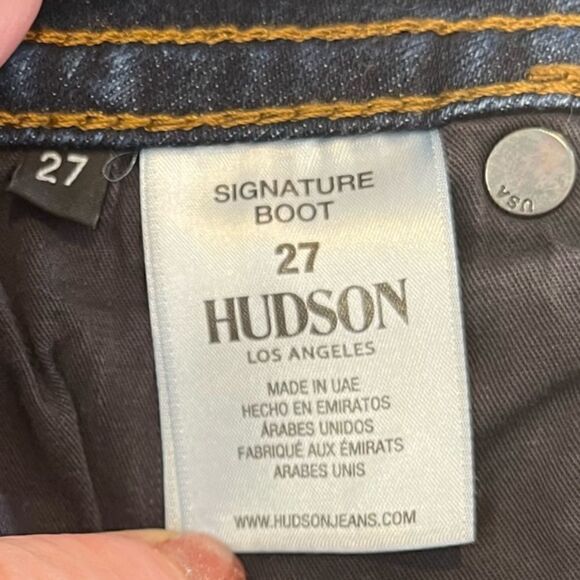 27
SIGNATURE
BOOT
27
HUDSON
LOS ANGELES
MADE IN UAE
HECHO EN EMIRATOS
ÁRABES UNIDOS
FABRIQUÉ AUX ÉMIRATS
ARABES UNIS
WWW.HUDSONJEANS.COM
USA